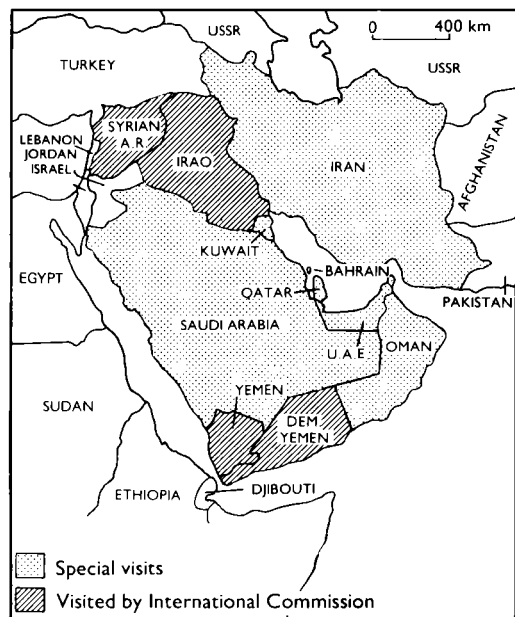 USSR
0 400 km
TURKEY
USSR
SYRIAN
A.R.
LEBANON
JORDAN
ISRAEL
IRAO
IRAN
AFGHANISTAN
KUWAIT
BAHRAIN
EGYPT
QATAR
PAKISTAN
SAUDI ARABIA
U.A.E.
OMAN
SUDAN
YEMEN
DEM.
YEMEN
ETHIOPIA
DJIBOUTI
Special visits
Visited by International Commission